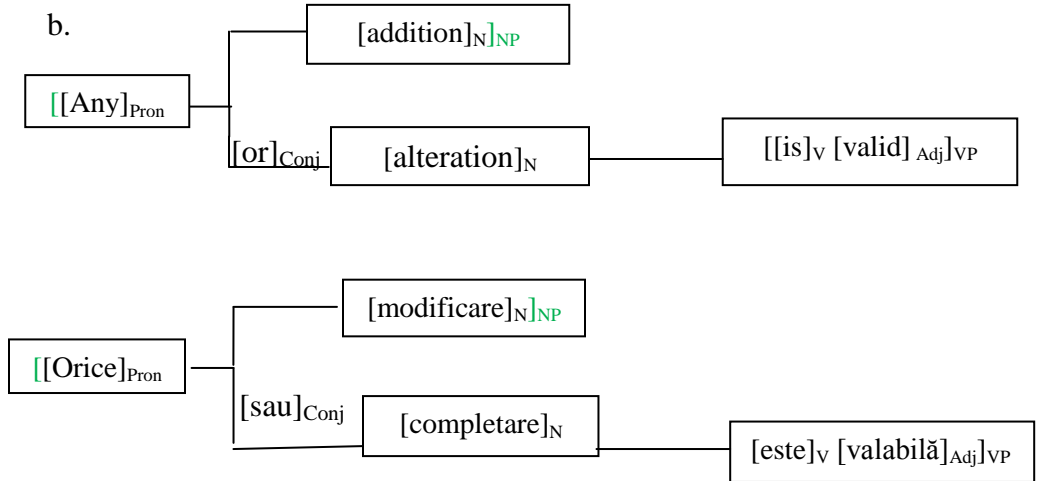 b.
[addition]N]NP
[[Any]Pron
[or]Conj
[alteration]N
[[is]V [valid] Adj]VP
[modificare]N]NP
[[Orice]Pron
[sau]Conj
[completare]N
[este]V [valabilă]Adj]VP